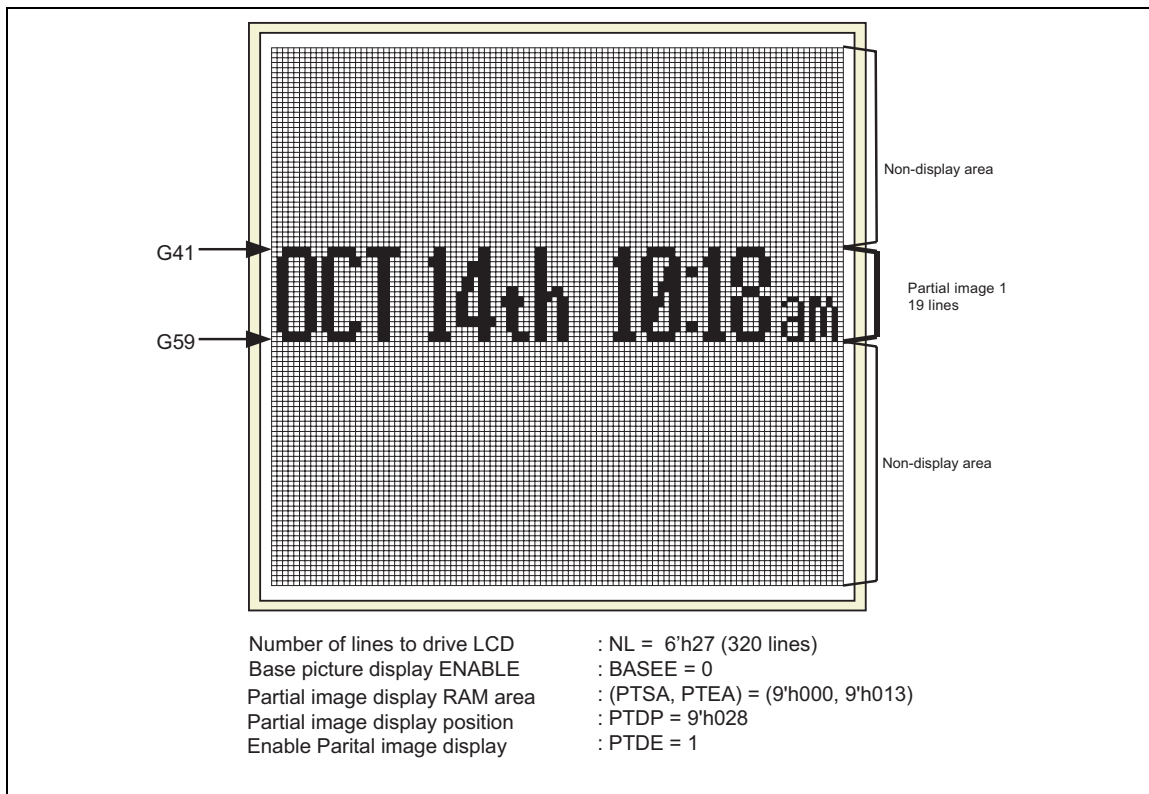 Non-display area
G41
OCT 14th 10:18am
Partial image 1
19 lines
G59
Non-display area
Number of lines to drive LCD : NL = 6'h27 (320 lines)
Base picture display ENABLE : BASEE = 0
Partial image display RAM area : (PTSA, PTEA) = (9'h000, 9'h013)
Partial image display position : PTDP = 9'h028
Enable Parital image display : PTDE = 1